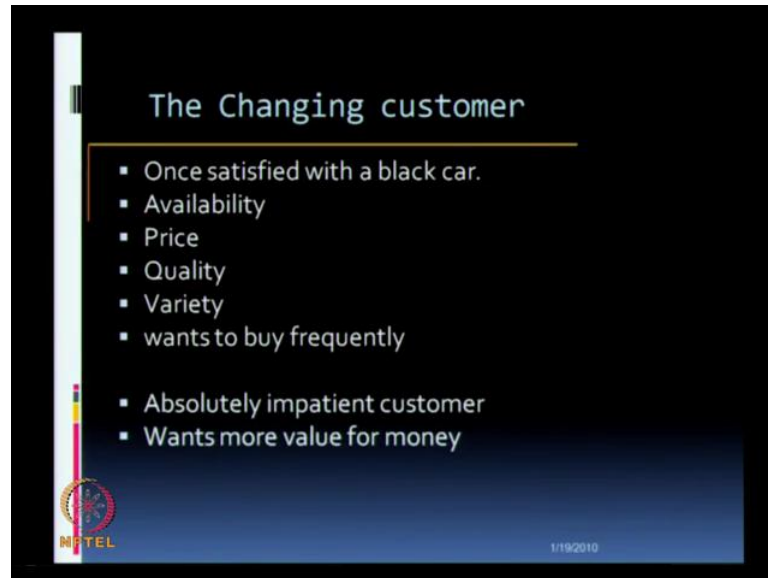 The Changing customer
Once satisfied with a black car.
Availability
Price
Quality
Variety
wants to buy frequently
Absolutely impatient customer
Wants more value for money
NPTEL
1/19/2010